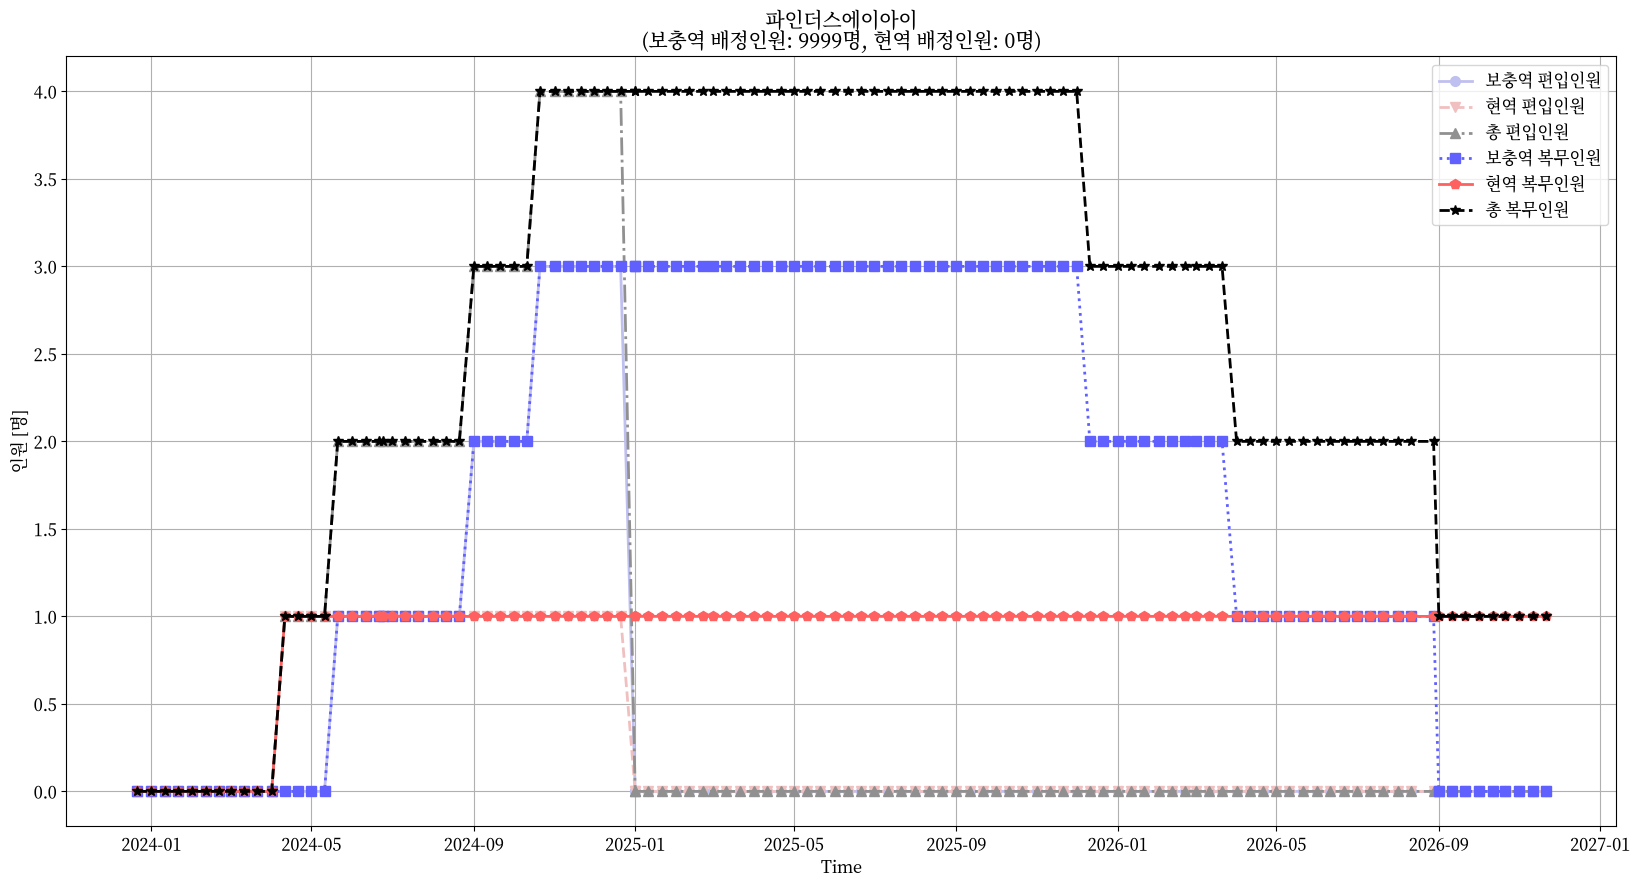 파인더스에이아이
(보충역 배정인원: 9999명, 현역 배정인원: 0명)
보충역 편입인원
현역 편입인원
총 편입인원
보충역 복무인원
현역 복무인원
총 복무인원
인원 [명]
4.0
3.5
3.0
2.5
2.0
1.5
1.0
0.5
0.0
2024-01
2024-05
2024-09
2025-01
2025-05
2025-09
2026-01
2026-05
2026-09
2027-01
Time